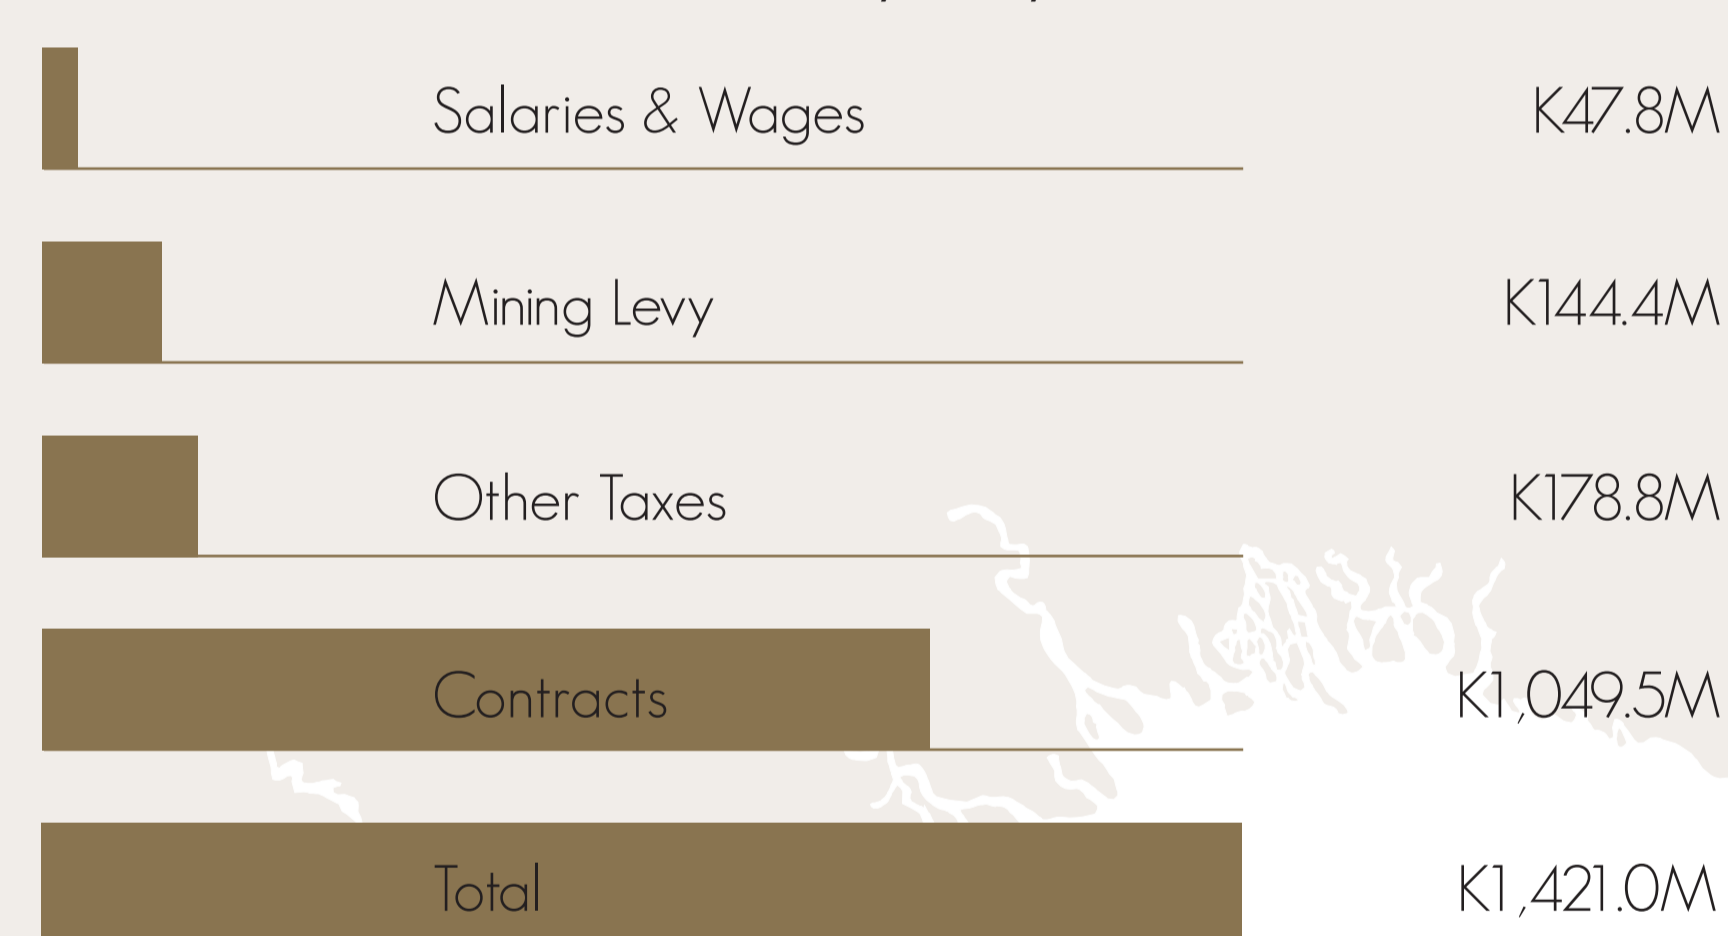 Salaries & Wages K47.8M
Mining Levy K144.4M
Other Taxes K178.8M
Contracts K1,049.5M
Total K1,421.0M